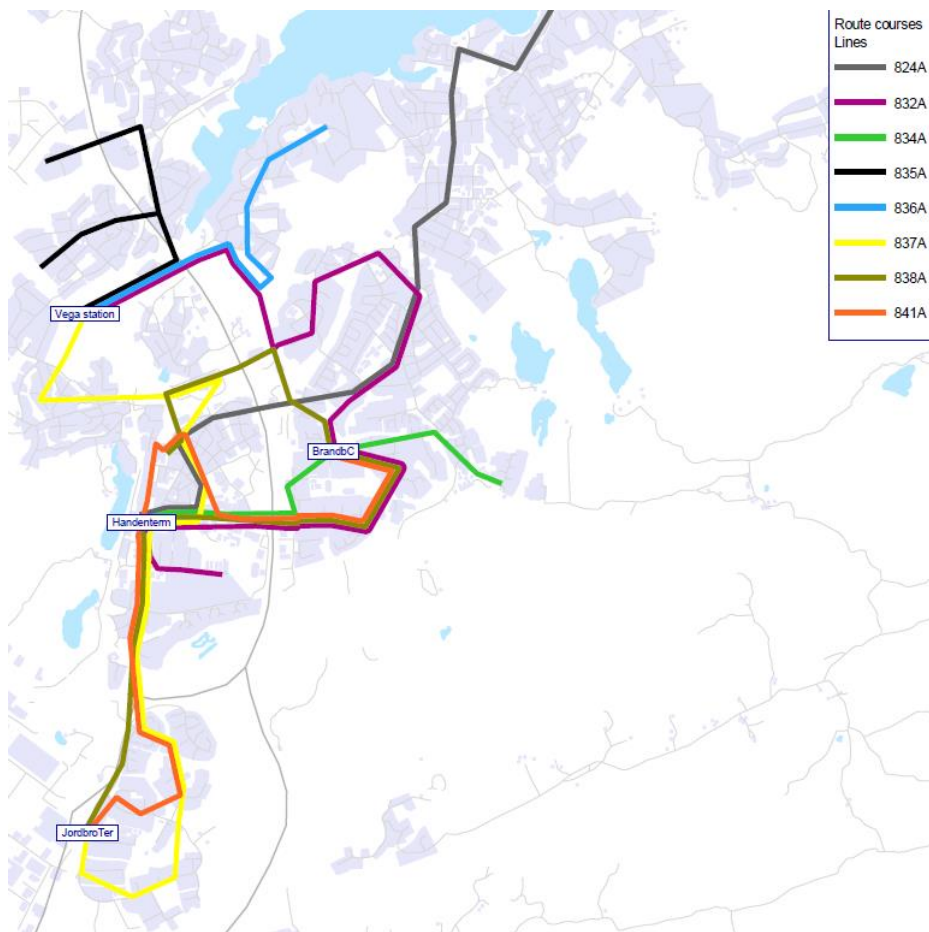 Route courses
Lines
824A
832A
834A
835A
836A
837A
838A
841A
Vega station
BrandbC
Handenterm
JordbroTer